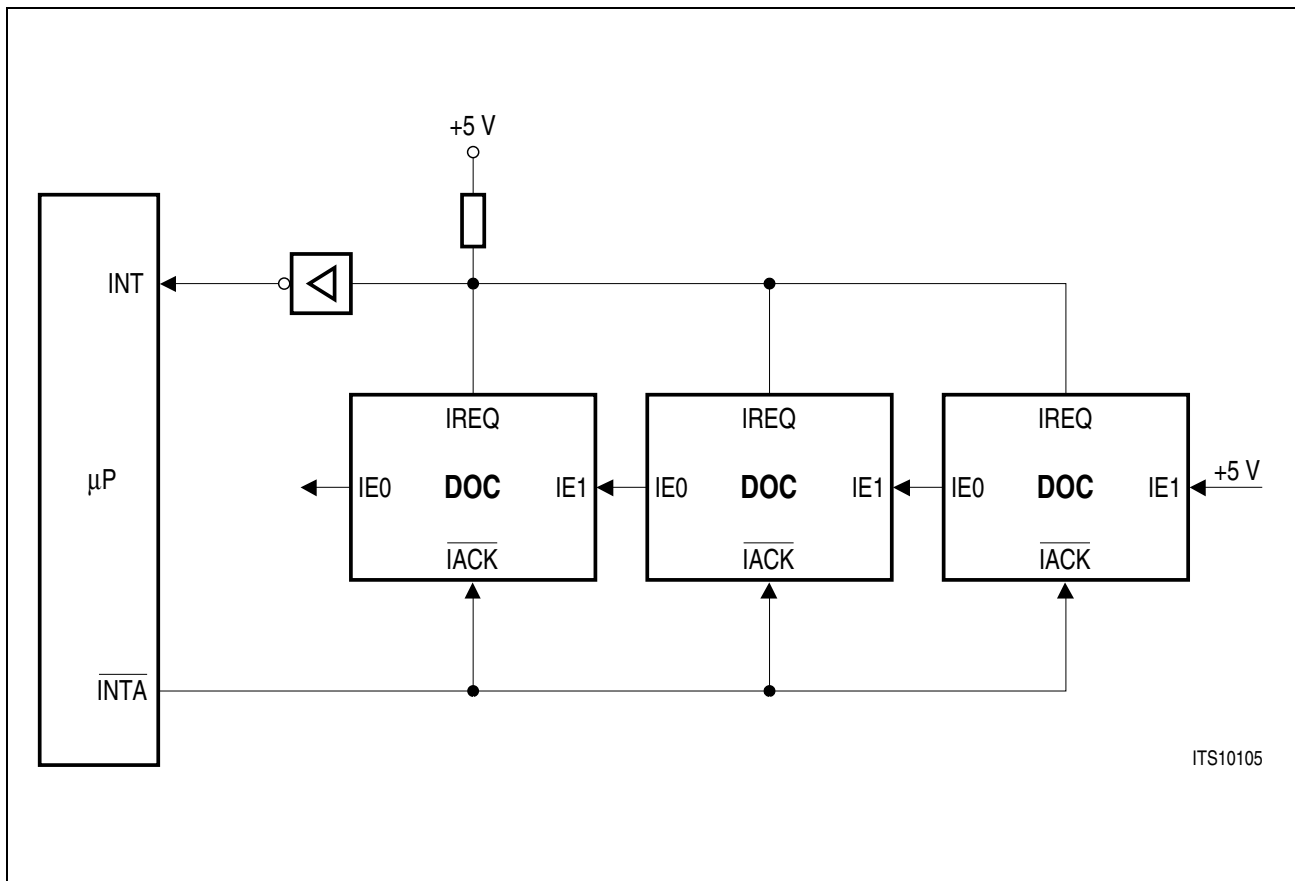 +5 V
INT
IREQ
IREQ
IREQ
μP
IE0 DOC IE1
IE0 DOC IE1
IE0 DOC IE1
+5 V
IACK
IACK
IACK
INTA
ITS10105